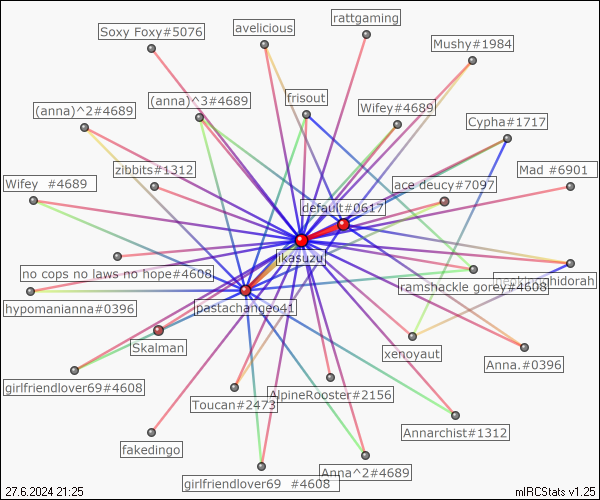 rattgaming
avelicious
Soxy Foxy#5076
Mushy#1984
(anna)^3#4689
frisout
(anna)^2#4689
Wifey#4689
Cypha#1717
zibbits#1312
Mad #6901
Wifey  #4689
ace deucy#7097
default#0617
ikasuzu
no cops no laws no hope#4608
ramshackle gorey#4608
hypomanianna#0396
pastachangeo41
Skalman
xenoyaut
Anna.#0396
girlfriendlover69#4608
AlpineRooster#2156
Toucan#2473
Annarchist#1312
fakedingo
Anna^2#4689
girlfriendlover69  #4608
27.6.2024 21:25
mIRCStats v1.25